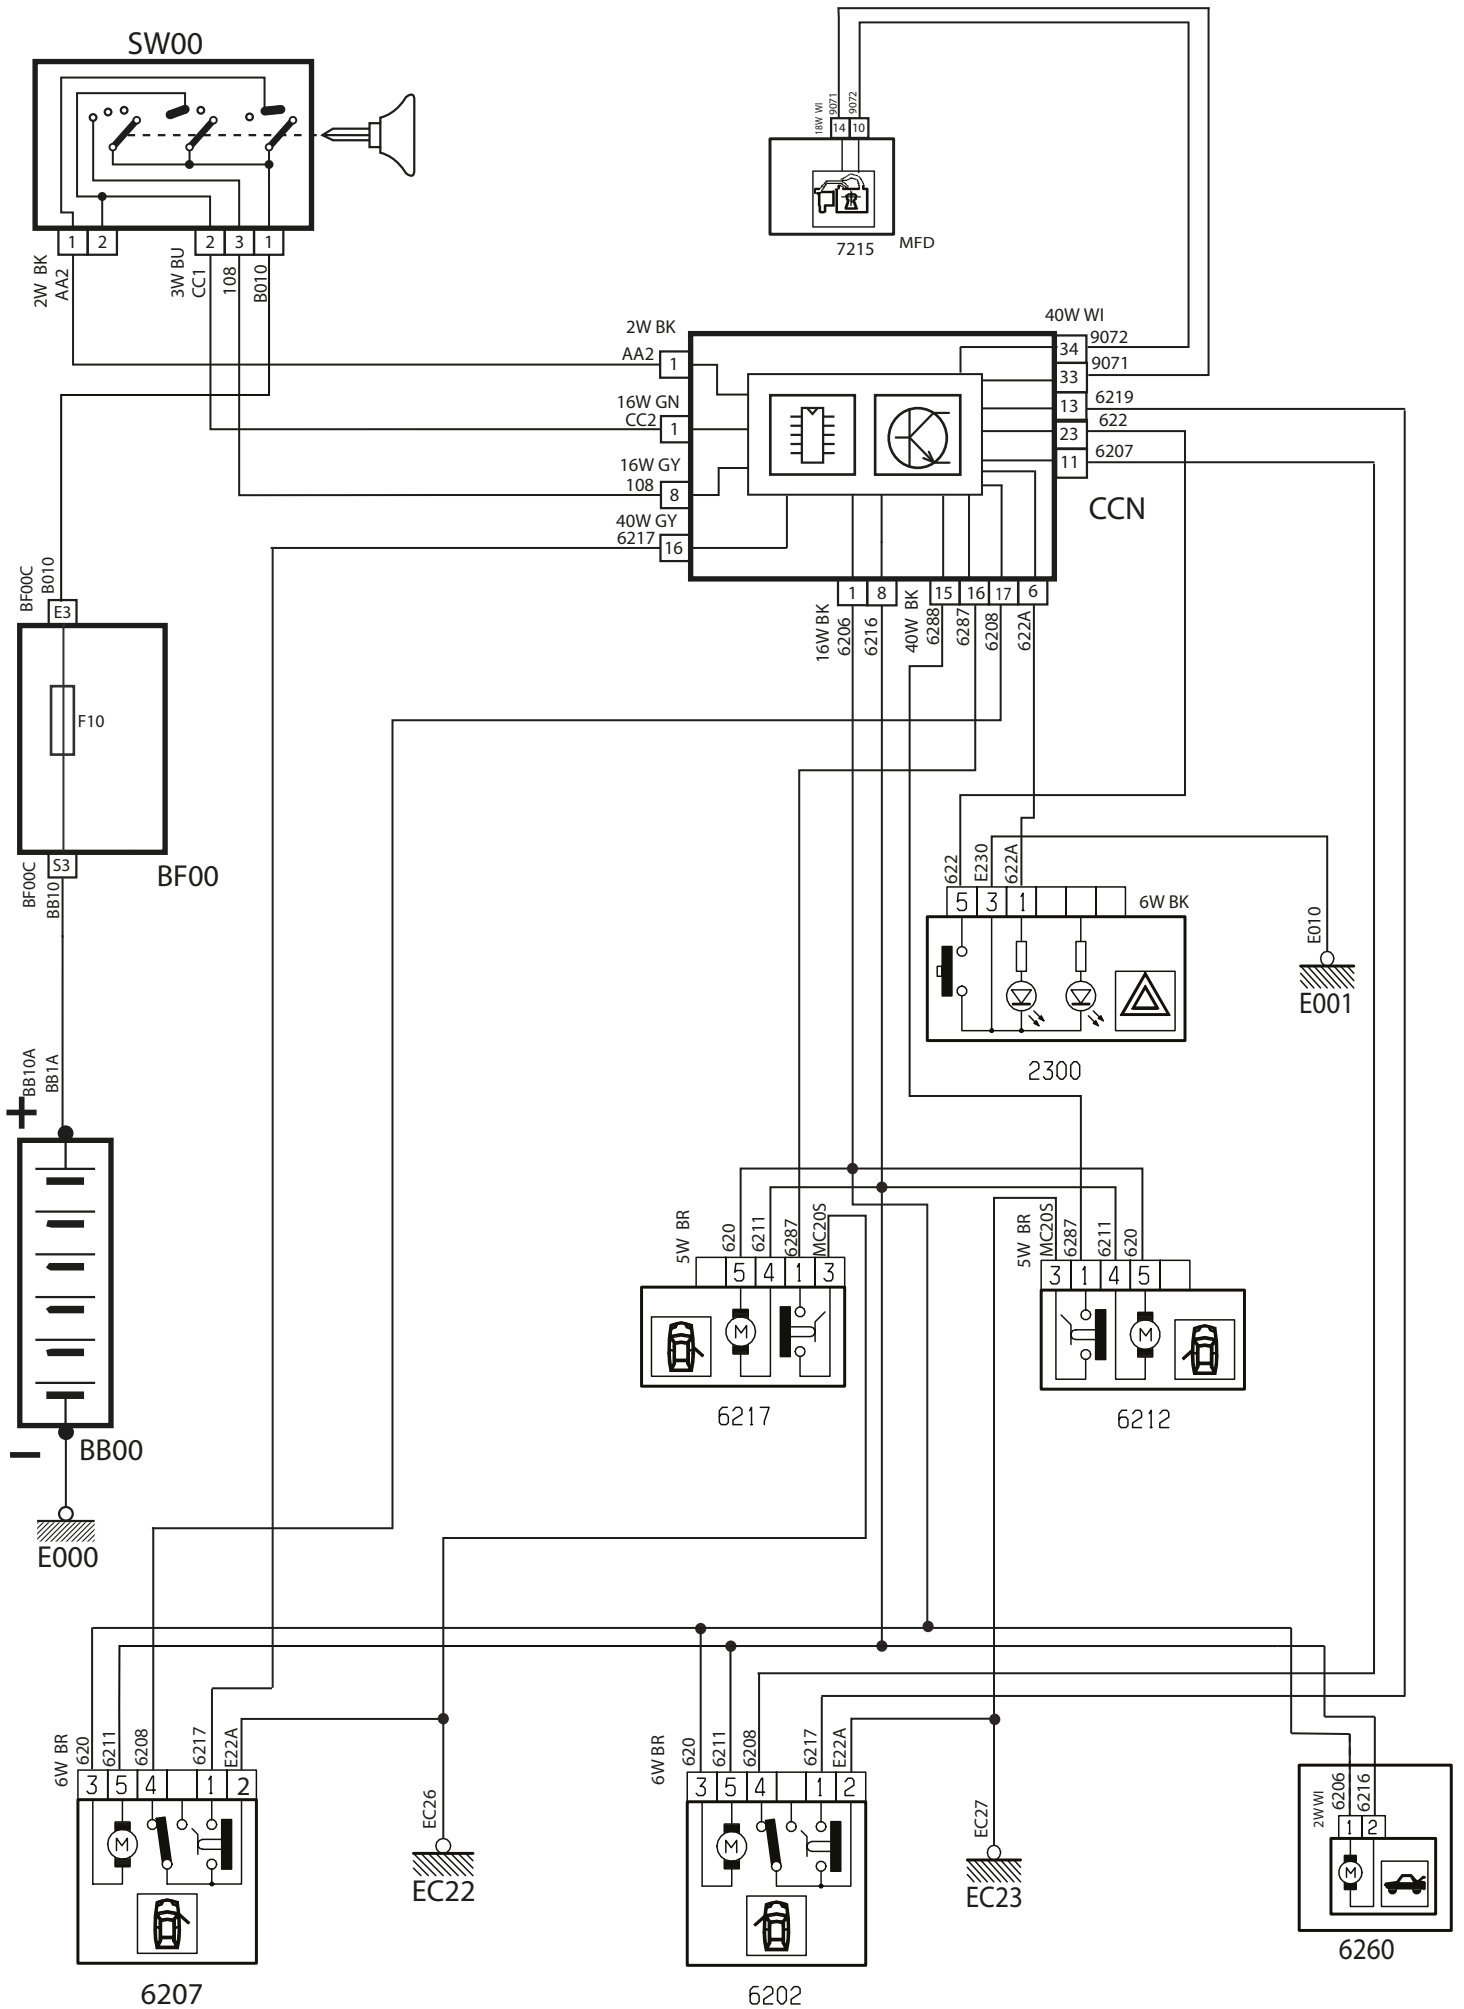 SW00
1 2
2 3 1
2W BK
AA2
3W BU
CC1
108
B010
18W WI
9071
9072
14 10
7215
MFD
2W BK
AA2
1
16W GN
CC2
1
16W GY
108
8
40W GY
6217
16
40W WI
34
9072
33
9071
13
6219
23
622
11
6207
CCN
1 8 15 16 17 6
16W BK
6206
6216
40W BK
6288
6287
6208
622A
BF00C
B010
E3
F10
S3
BF00C
BB10
BF00
BB10A
BB1A
+
−
BB00
E000
622
E230
622A
5 3 1
6W BK
2300
E010
E001
5W BR
620
6211
6287
MC20S
5 4 1 3
M
6217
5W BR
MC20S
6287
6211
620
3 1 4 5
M
6212
6W BR
620
6211
6208
6217
E22A
3 5 4 1 2
M
6207
EC26
EC22
6W BR
620
6211
6208
6217
E22A
3 5 4 1 2
M
6202
EC27
EC23
2W WI
6206
6216
1 2
M
6260